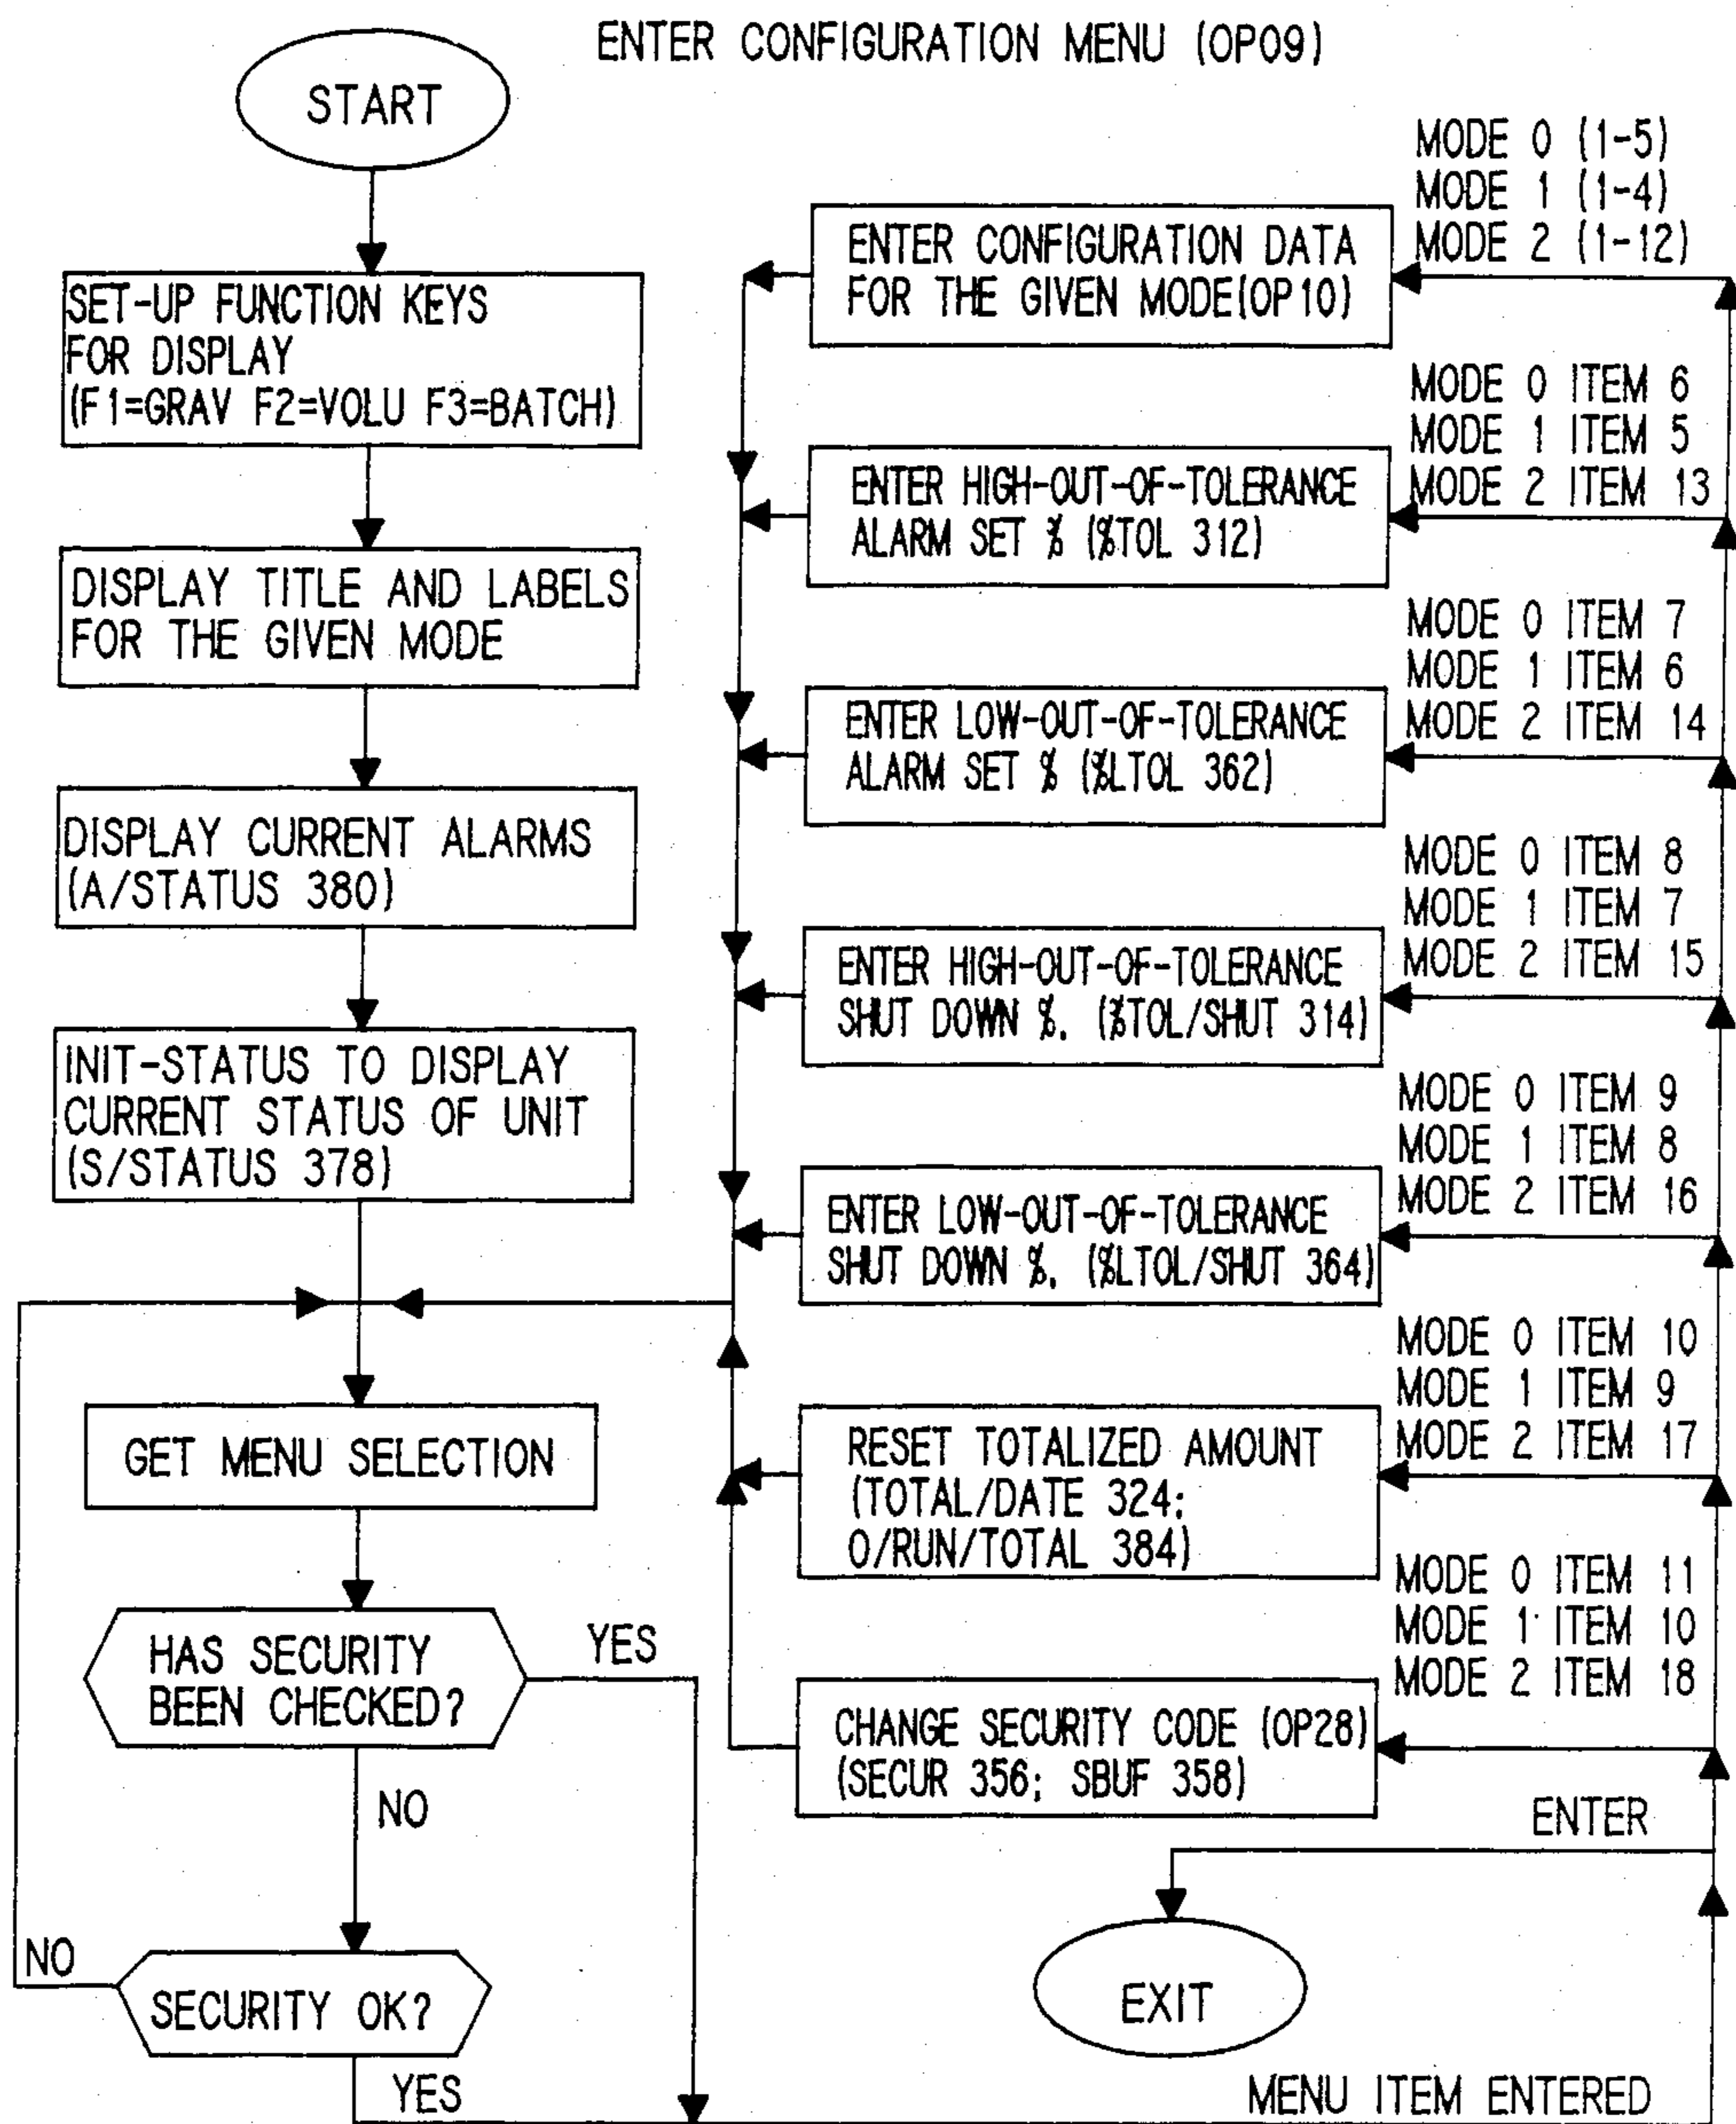 ENTER CONFIGURATION MENU (OP09)
START
SET-UP FUNCTION KEYS
FOR DISPLAY
(F1=GRAV F2=VOLU F3=BATCH)
DISPLAY TITLE AND LABELS
FOR THE GIVEN MODE
DISPLAY CURRENT ALARMS
(A/STATUS 380)
INIT-STATUS TO DISPLAY
CURRENT STATUS OF UNIT
(S/STATUS 378)
GET MENU SELECTION
HAS SECURITY
BEEN CHECKED?
YES
NO
SECURITY OK?
NO
YES
MENU ITEM ENTERED
MODE 0 (1-5)
MODE 1 (1-4)
MODE 2 (1-12)
ENTER CONFIGURATION DATA
FOR THE GIVEN MODE(OP10)
MODE 0 ITEM 6
MODE 1 ITEM 5
MODE 2 ITEM 13
ENTER HIGH-OUT-OF-TOLERANCE
ALARM SET % (%TOL 312)
MODE 0 ITEM 7
MODE 1 ITEM 6
MODE 2 ITEM 14
ENTER LOW-OUT-OF-TOLERANCE
ALARM SET % (%LTOL 362)
MODE 0 ITEM 8
MODE 1 ITEM 7
MODE 2 ITEM 15
ENTER HIGH-OUT-OF-TOLERANCE
SHUT DOWN %. (%TOL/SHUT 314)
MODE 0 ITEM 9
MODE 1 ITEM 8
MODE 2 ITEM 16
ENTER LOW-OUT-OF-TOLERANCE
SHUT DOWN %. (%LTOL/SHUT 364)
MODE 0 ITEM 10
MODE 1 ITEM 9
MODE 2 ITEM 17
RESET TOTALIZED AMOUNT
(TOTAL/DATE 324;
0/RUN/TOTAL 384)
MODE 0 ITEM 11
MODE 1 ITEM 10
MODE 2 ITEM 18
CHANGE SECURITY CODE (OP28)
(SECUR 356; SBUF 358)
ENTER
EXIT